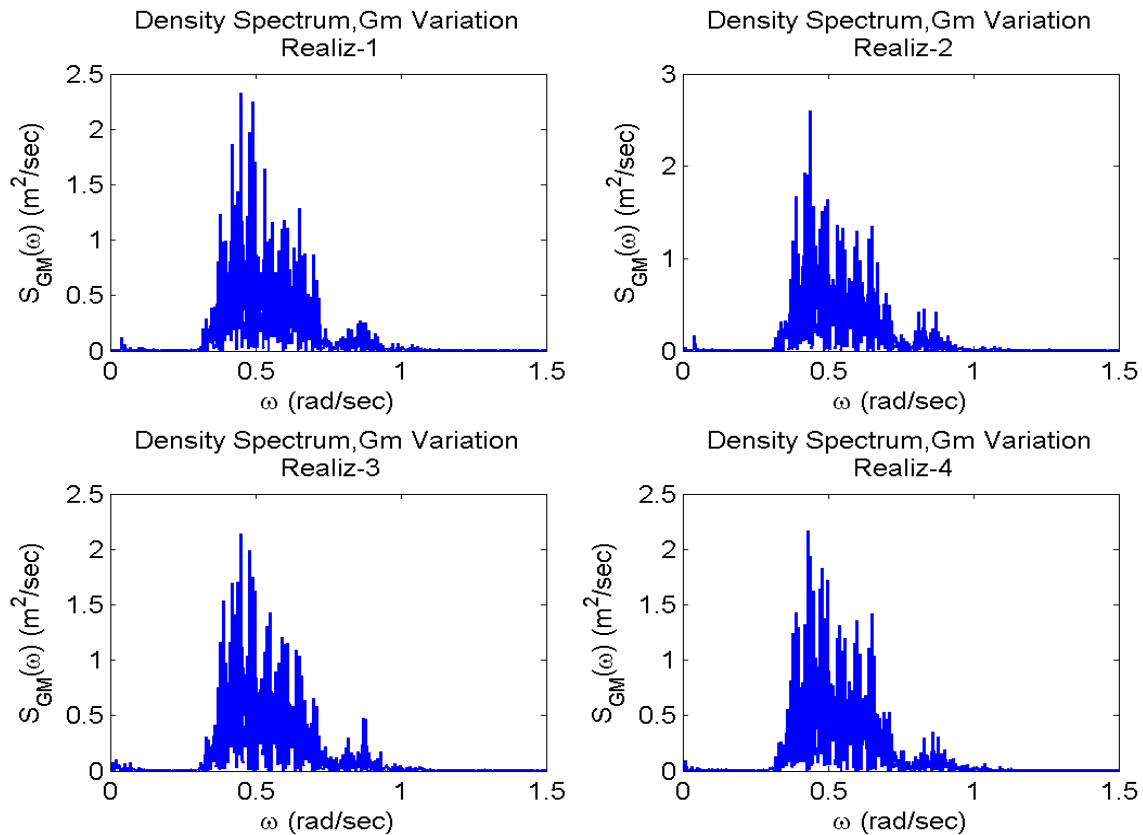 Density Spectrum,Gm Variation
Realiz-1
2.5
2
1.5
1
0.5
0
S_GM(ω) (m²/sec)
0 0.5 1 1.5
ω (rad/sec)
Density Spectrum,Gm Variation
Realiz-2
3
2
1
0
S_GM(ω) (m²/sec)
0 0.5 1 1.5
ω (rad/sec)
Density Spectrum,Gm Variation
Realiz-3
2.5
2
1.5
1
0.5
0
S_GM(ω) (m²/sec)
0 0.5 1 1.5
ω (rad/sec)
Density Spectrum,Gm Variation
Realiz-4
2.5
2
1.5
1
0.5
0
S_GM(ω) (m²/sec)
0 0.5 1 1.5
ω (rad/sec)